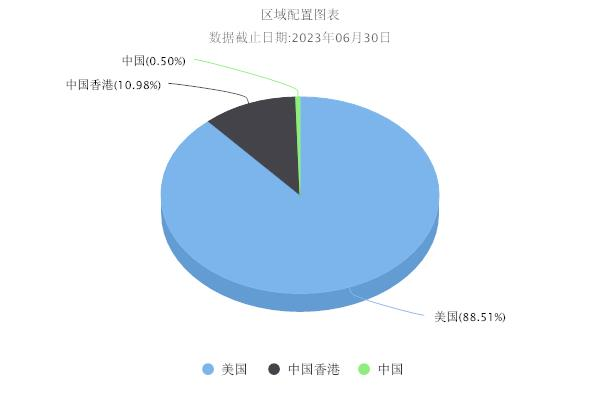 区域配置图表
数据截止日期:2023年06月30日
中国(0.50%)
中国香港(10.98%)
美国(88.51%)
美国 中国香港 中国